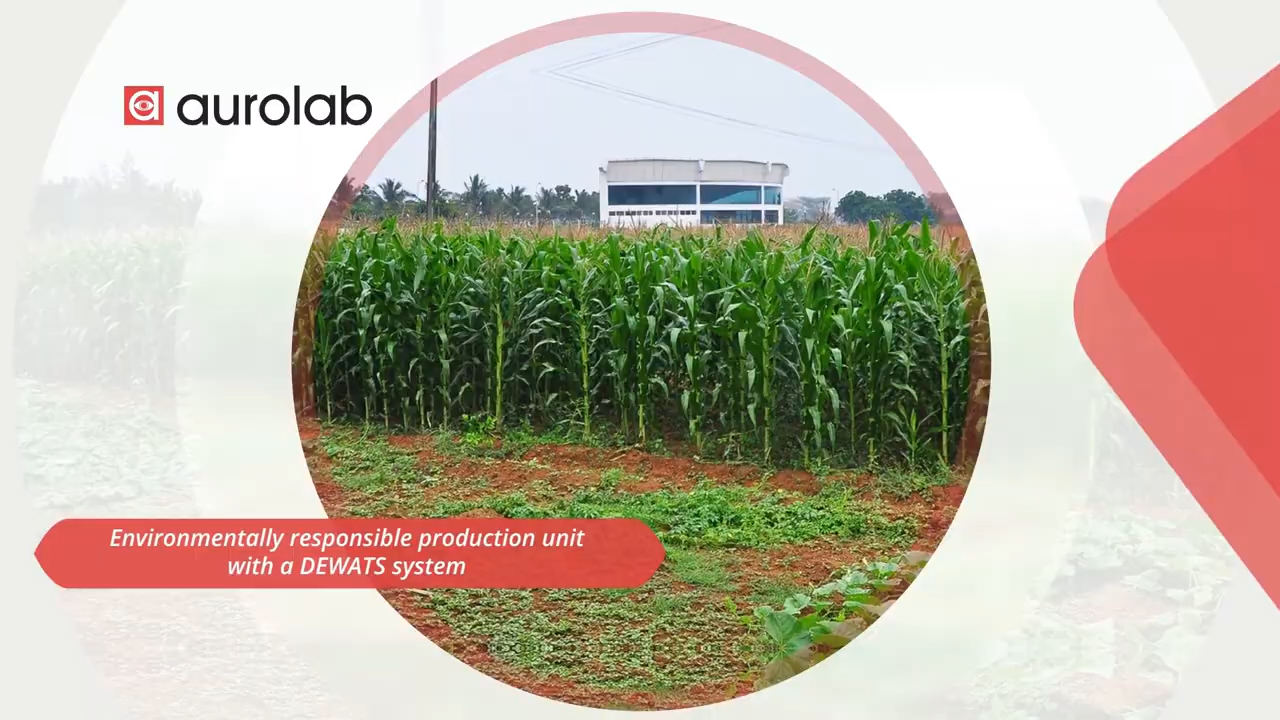 aurolab
Environmentally responsible production unit
with a DEWATS system